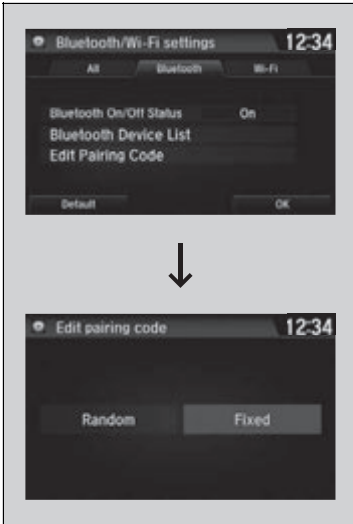 Bluetooth/Wi-Fi settings 12:34
All Bluetooth Wi-Fi
Bluetooth On/Off Status On
Bluetooth Device List
Edit Pairing Code
Default OK
Edit pairing code 12:34
Random Fixed